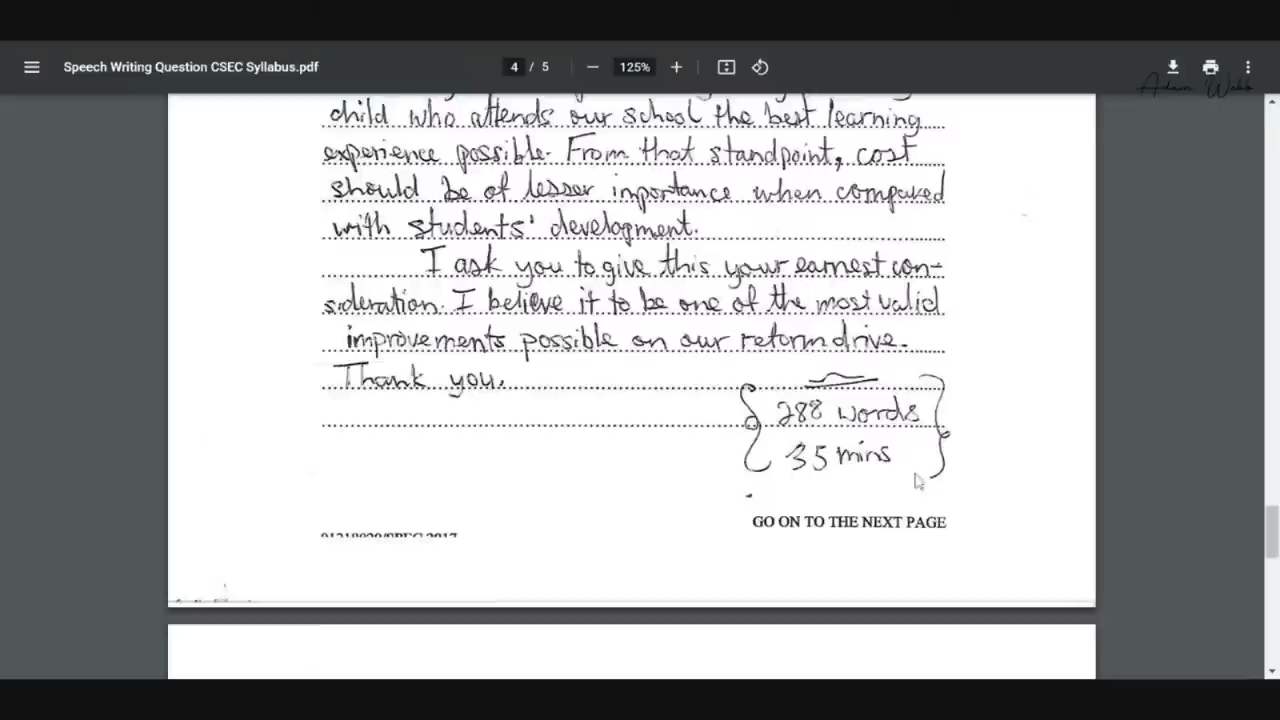 Speech Writing Question CSEC Syllabus.pdf
4 / 5
125%
Adam Webb
child who attends our school the best learning
experience possible. From that standpoint, cost
should be of lesser importance when compared
with students' development.
I ask you to give this your earnest con-
sideration. I believe it to be one of the most valid
improvements possible on our reform drive.
Thank you.
288 words
35 mins
GO ON TO THE NEXT PAGE